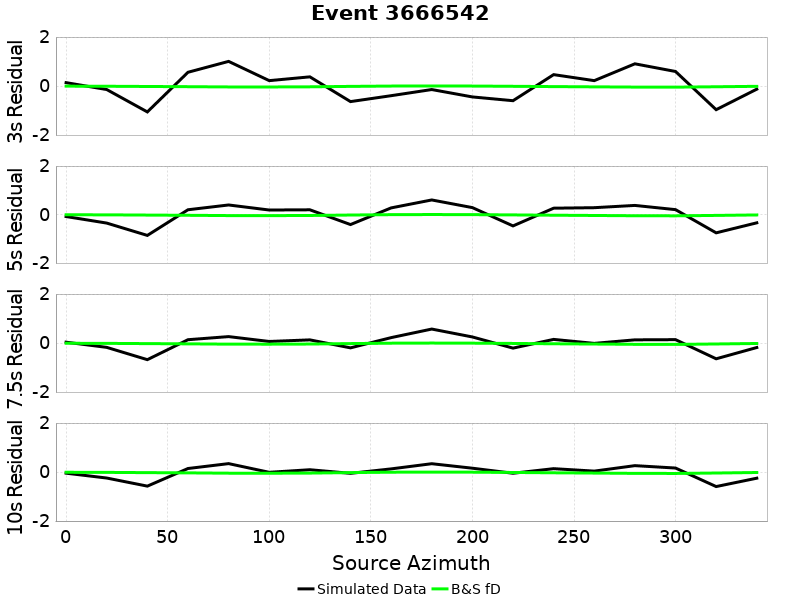 Event 3666542
3s Residual
2
0
-2
5s Residual
2
0
-2
7.5s Residual
2
0
-2
10s Residual
2
0
-2
0 50 100 150 200 250 300
Source Azimuth
Simulated Data B&S fD